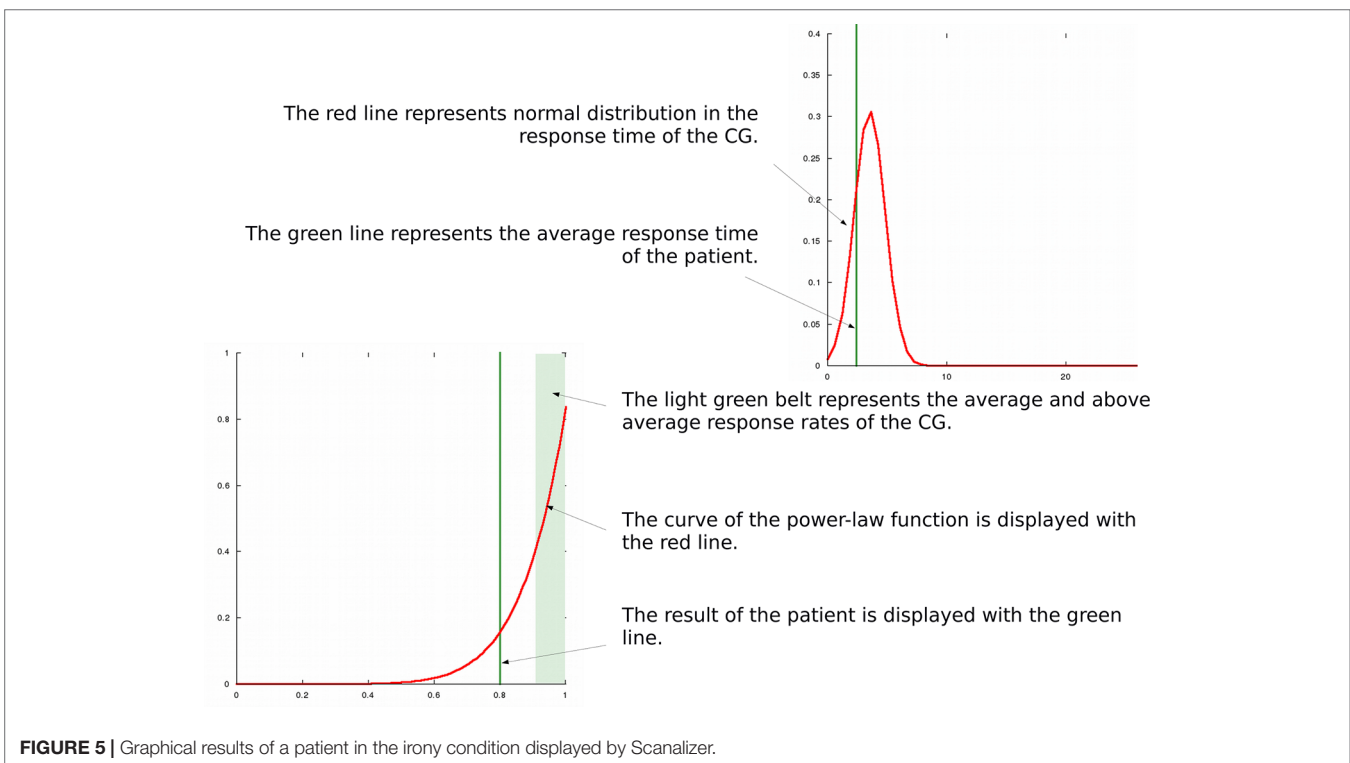 0.4
0.35
0.3
0.25
0.2
0.15
0.1
0.05
0
0 10 20
The red line represents normal distribution in the
response time of the CG.
The green line represents the average response time
of the patient.
1
0.8
0.6
0.4
0.2
0
0 0.2 0.4 0.6 0.8 1
The light green belt represents the average and above
average response rates of the CG.
The curve of the power-law function is displayed with
the red line.
The result of the patient is displayed with the green
line.
FIGURE 5 | Graphical results of a patient in the irony condition displayed by Scanalizer.